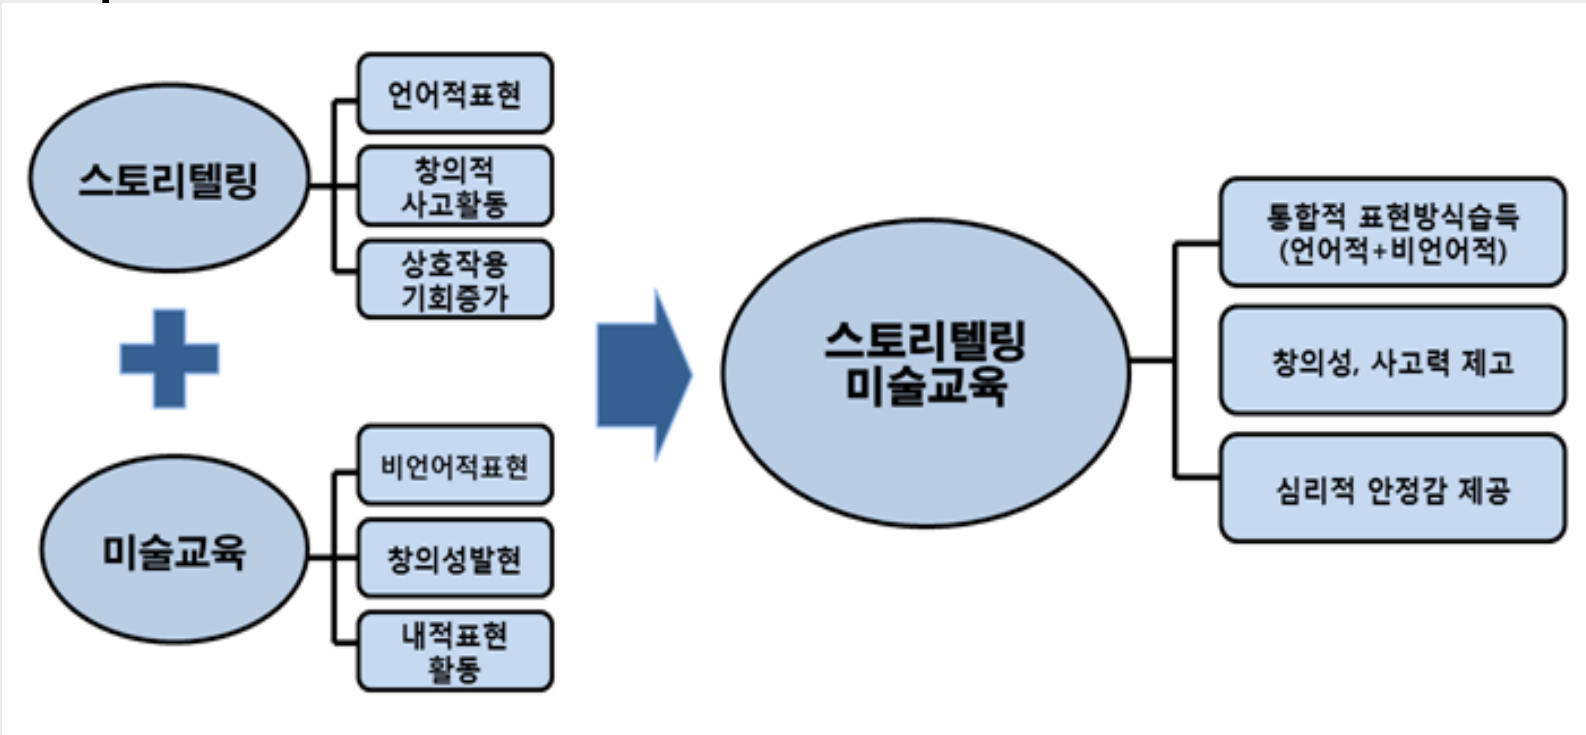 스토리텔링
언어적표현
창의적
사고활동
상호작용
기회증가
미술교육
비언어적표현
창의성발현
내적표현
활동
스토리텔링
미술교육
통합적 표현방식습득
(언어적+비언어적)
창의성, 사고력 제고
심리적 안정감 제공